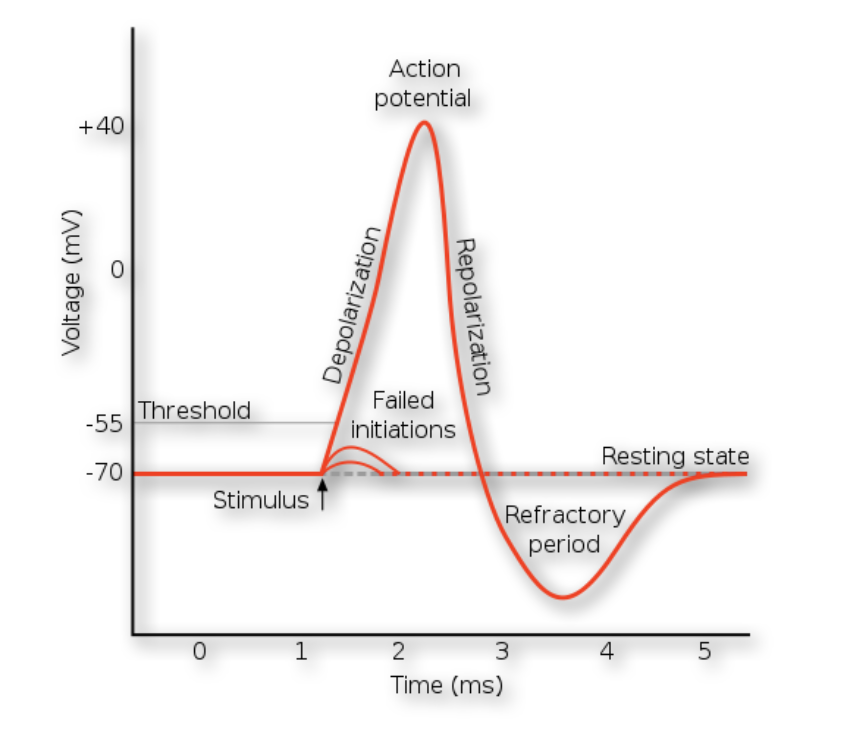 Action
potential
+40
Voltage (mV)
0
Depolarization
Repolarization
Failed
initiations
Threshold
-55
-70
Resting state
Stimulus
Refractory
period
0 1 2 3 4 5
Time (ms)